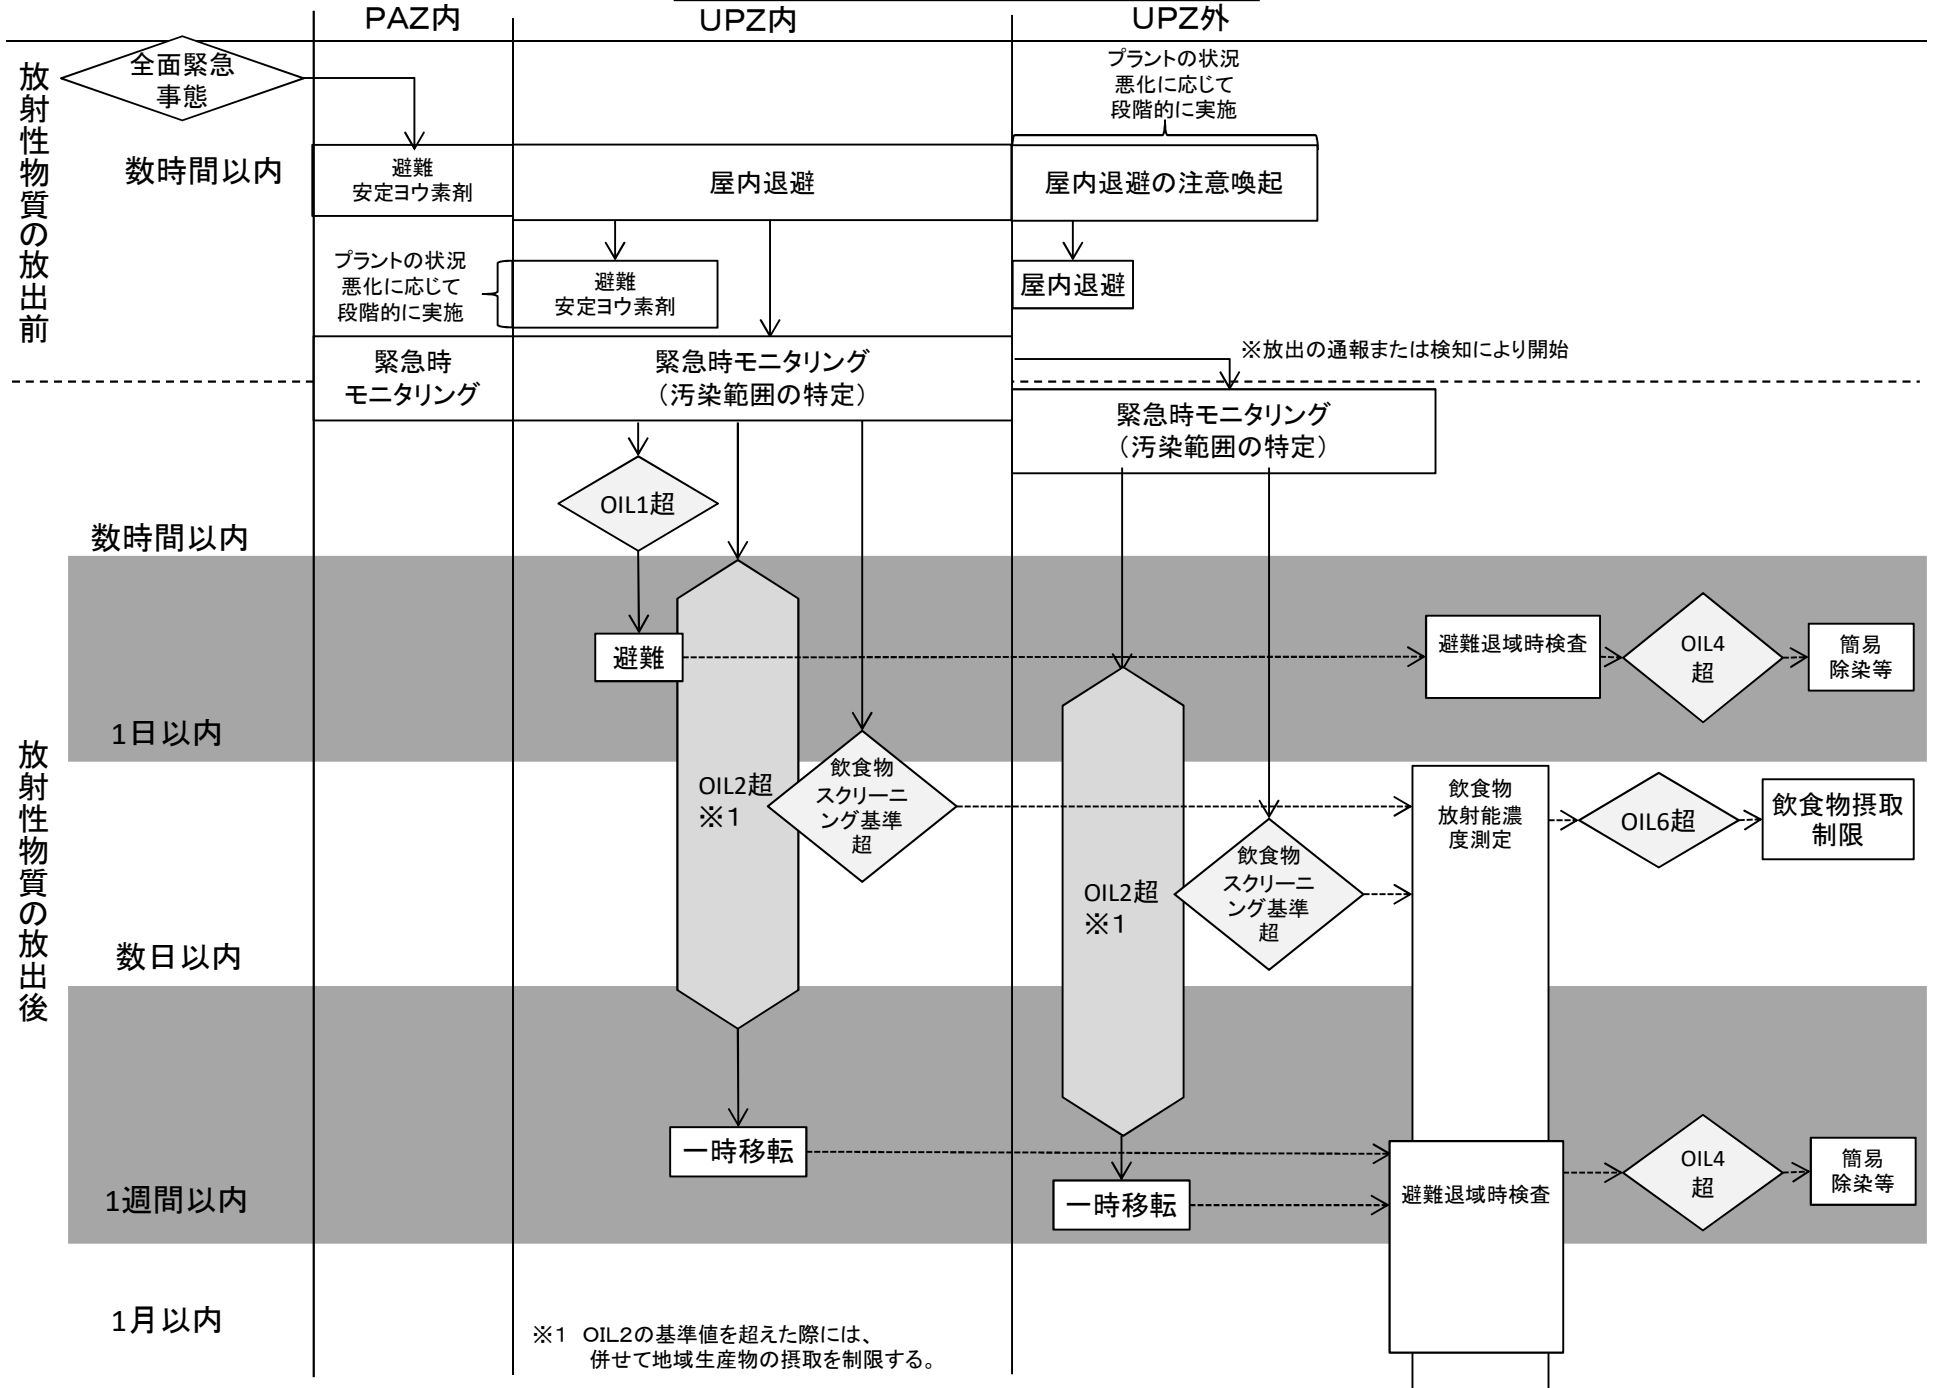 PAZ内
UPZ内
UPZ外
放射性物質の放出前
全面緊急
事態
プラントの状況
悪化に応じて
段階的に実施
数時間以内
避難
安定ヨウ素剤
屋内退避
屋内退避の注意喚起
プラントの状況
悪化に応じて
段階的に実施
避難
安定ヨウ素剤
屋内退避
緊急時
モニタリング
緊急時モニタリング
（汚染範囲の特定）
※放出の通報または検知により開始
緊急時モニタリング
（汚染範囲の特定）
放射性物質の放出後
OIL1超
数時間以内
避難
避難退域時検査
OIL4
超
簡易
除染等
1日以内
OIL2超
※１
飲食物
スクリーニ
ング基準
超
飲食物
放射能濃
度測定
OIL6超
飲食物摂取
制限
OIL2超
※１
飲食物
スクリーニ
ング基準
超
数日以内
一時移転
一時移転
避難退域時検査
OIL4
超
簡易
除染等
1週間以内
1月以内
※１　OIL２の基準値を超えた際には、
併せて地域生産物の摂取を制限する。